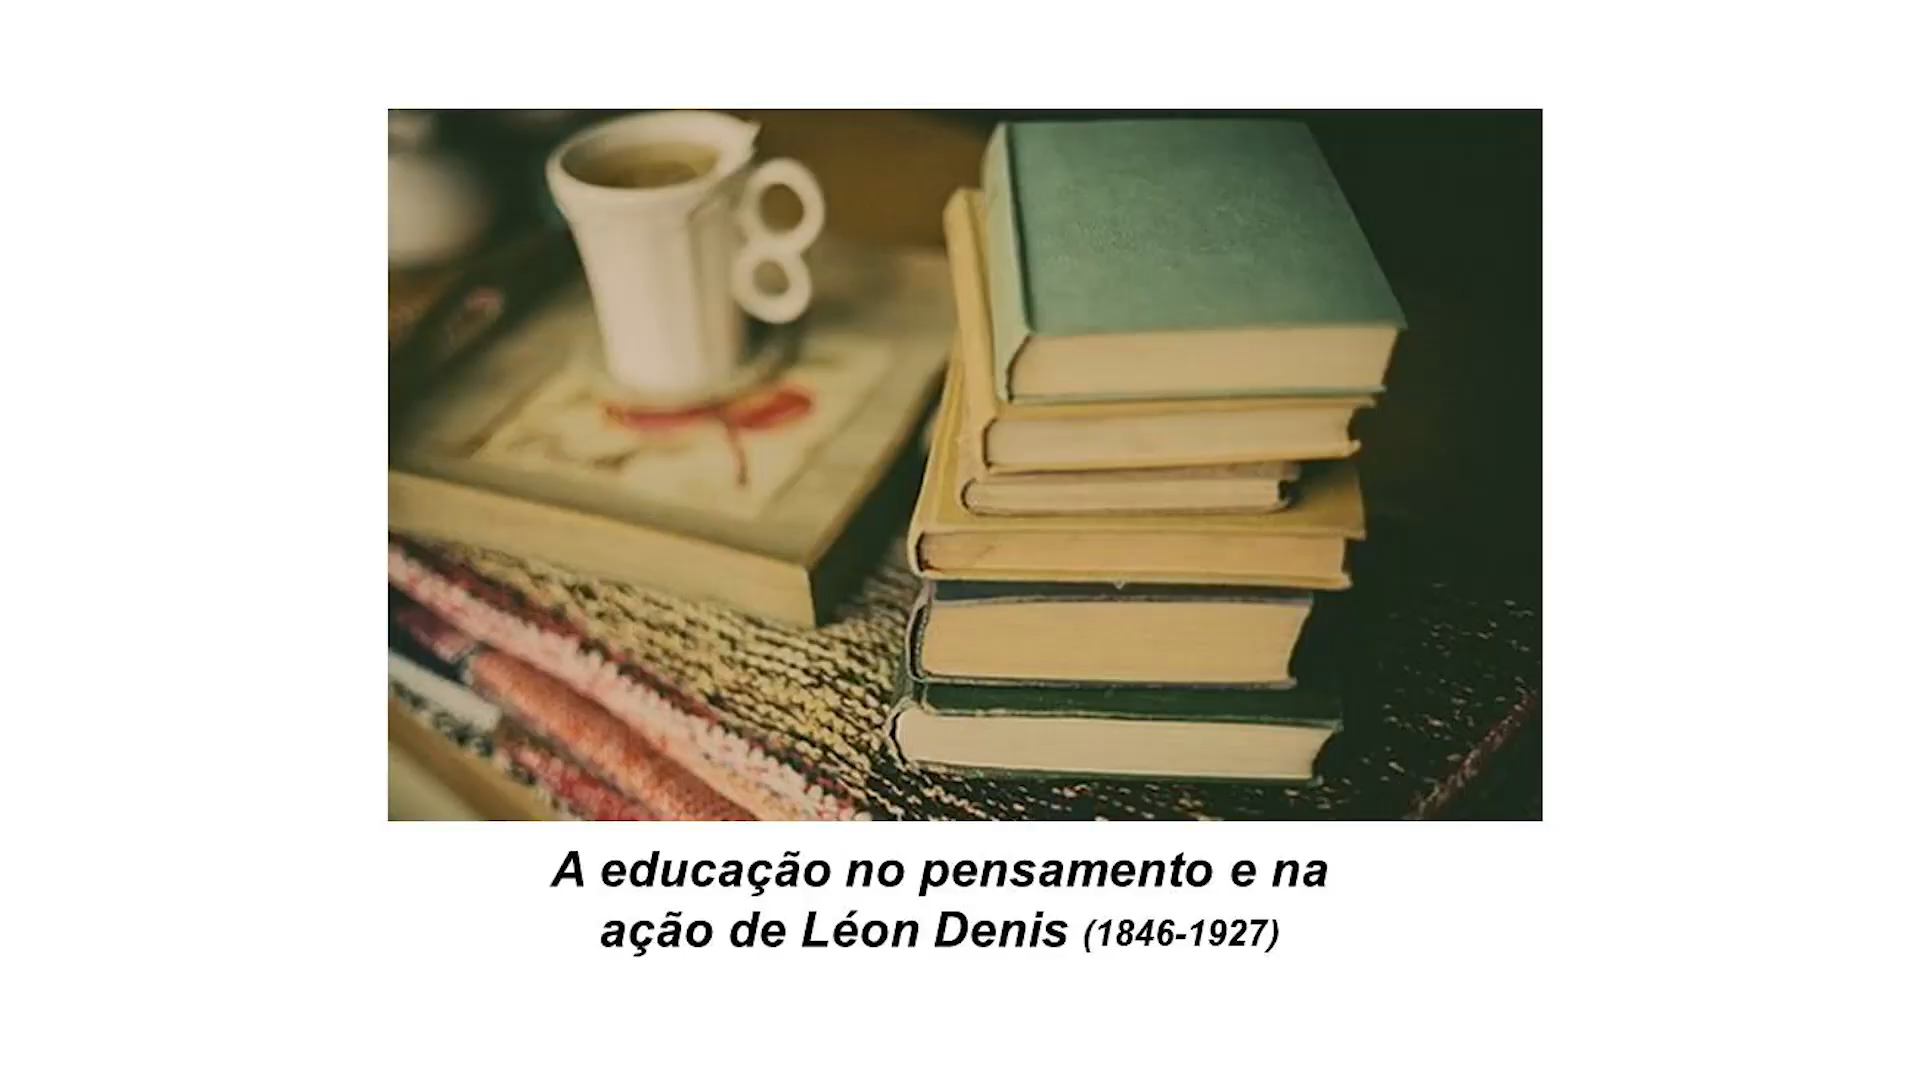 A educação no pensamento e na
ação de Léon Denis (1846-1927)